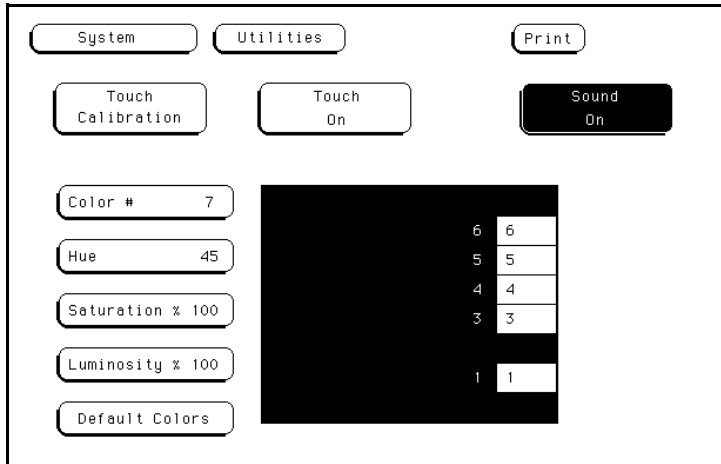 System Utilities Print
Touch Calibration
Touch On
Sound On
Color # 7
Hue 45
Saturation % 100
Luminosity % 100
Default Colors
6 6
5 5
4 4
3 3
1 1